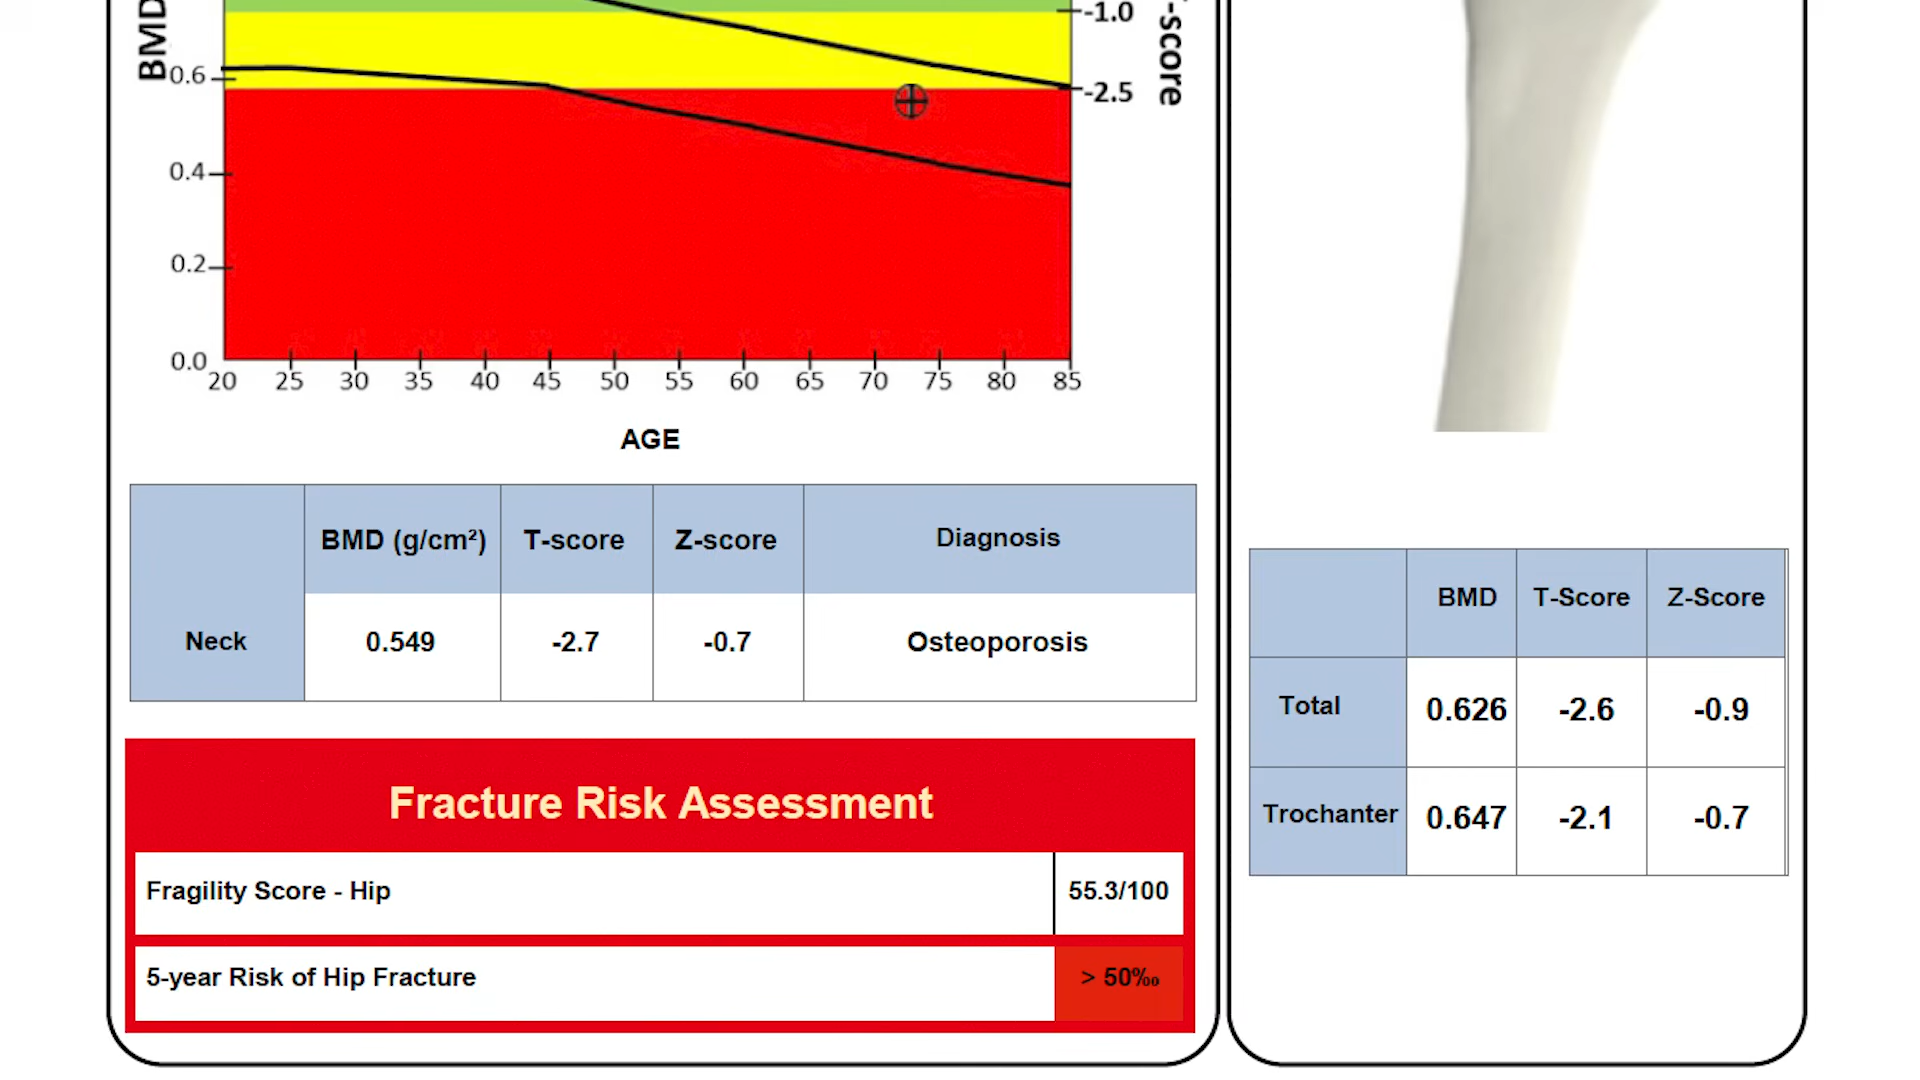 BMD
-1.0
-score
0.6
-2.5
0.4
0.2
0.0
20 25 30 35 40 45 50 55 60 65 70 75 80 85
AGE
BMD (g/cm²) T-score Z-score Diagnosis
Neck 0.549 -2.7 -0.7 Osteoporosis
Fracture Risk Assessment
Fragility Score - Hip 55.3/100
5-year Risk of Hip Fracture > 50‰
BMD T-Score Z-Score
Total 0.626 -2.6 -0.9
Trochanter 0.647 -2.1 -0.7